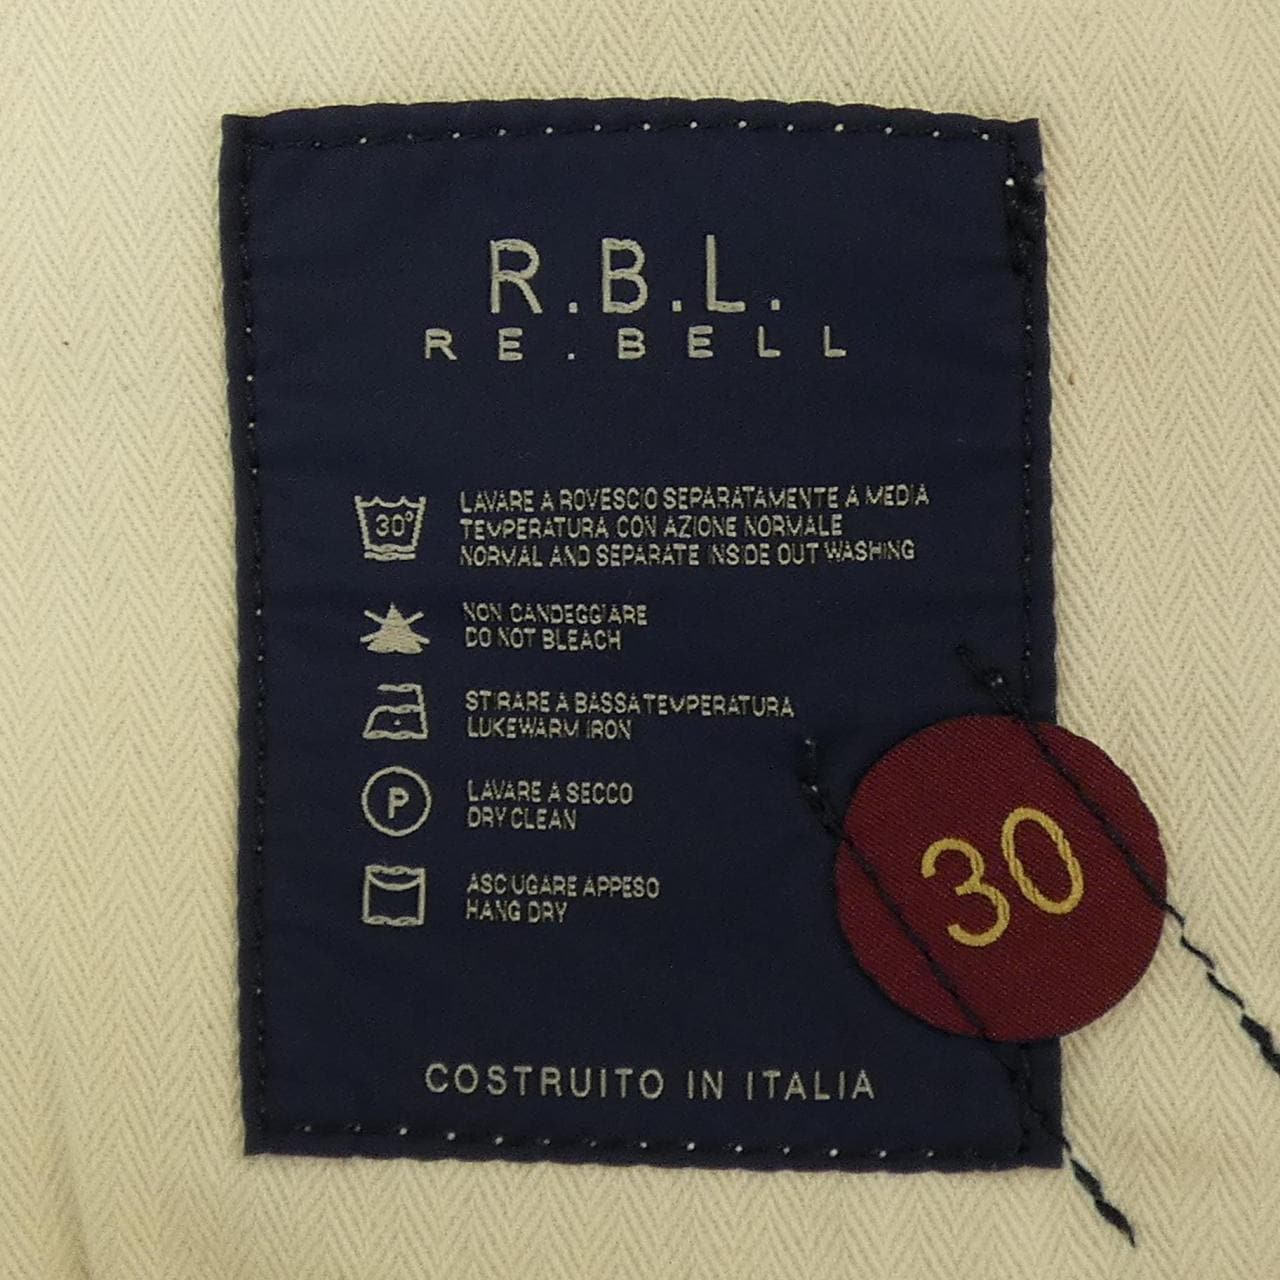 R.B.L.
RE.BELL
30°
LAVARE A ROVESCIO SEPARATAMENTE A MEDIA
TEMPERATURA CON AZIONE NORMALE
NORMAL AND SEPARATE INSIDE OUT WASHING
NON CANDEGGIARE
DO NOT BLEACH
STIRARE A BASSA TEMPERATURA
LUKEWARM IRON
P
LAVARE A SECCO
DRY CLEAN
ASCIUGARE APPESO
HANG DRY
30
COSTRUITO IN ITALIA